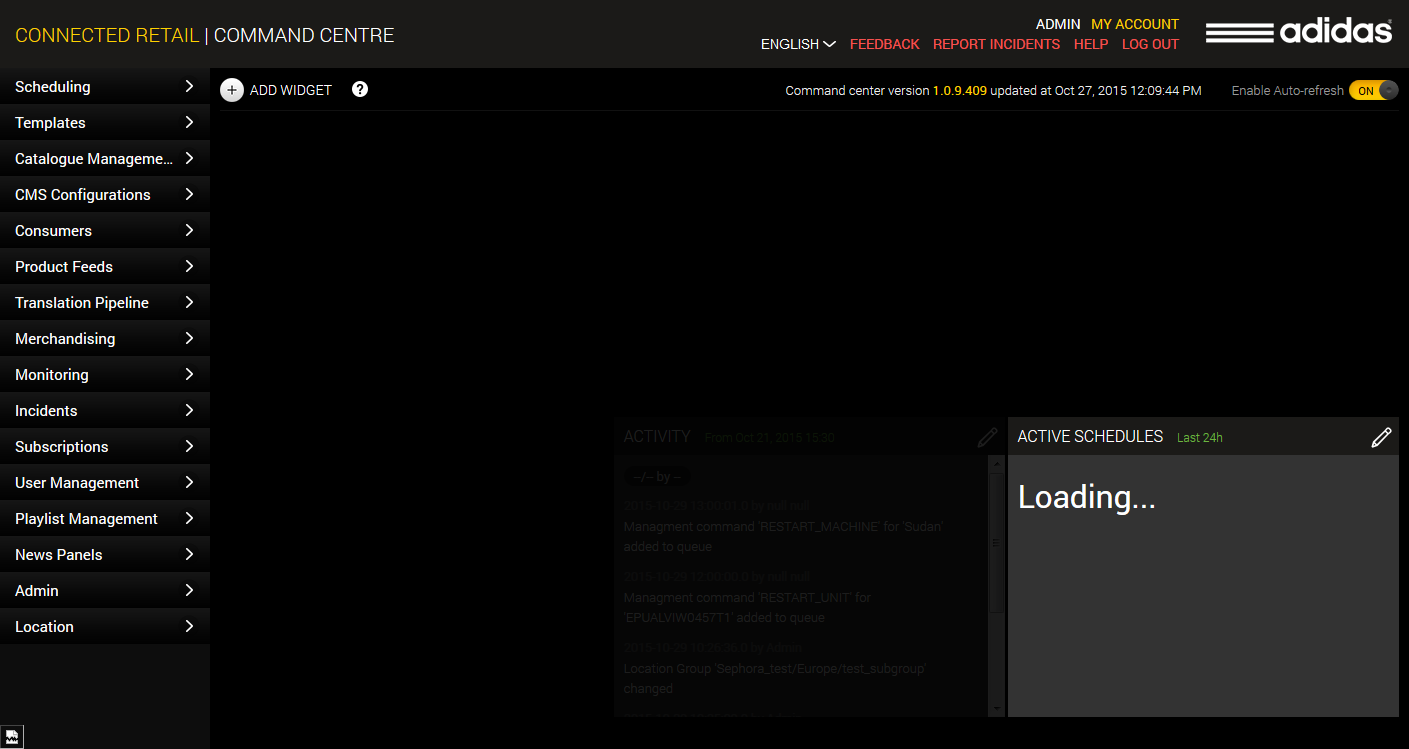 CONNECTED RETAIL | COMMAND CENTRE
ADMIN MY ACCOUNT
ENGLISH FEEDBACK REPORT INCIDENTS HELP LOG OUT
adidas
Scheduling
Templates
Catalogue Manageme...
CMS Configurations
Consumers
Product Feeds
Translation Pipeline
Merchandising
Monitoring
Incidents
Subscriptions
User Management
Playlist Management
News Panels
Admin
Location
+ ADD WIDGET ?
Command center version 1.0.9.409 updated at Oct 27, 2015 12:09:44 PM
Enable Auto-refresh ON
ACTIVITY From Oct 21, 2015 15:30
--/-- by --
2015-10-29 13:00:01.0 by null null
Managment command 'RESTART_MACHINE' for 'Sudan'
added to queue
2015-10-29 12:00:00.0 by null null
Managment command 'RESTART_UNIT' for
'EPUALVIW0457T1' added to queue
2015-10-29 10:26:36.0 by Admin
Location Group 'Sephora_test/Europe/test_subgroup'
changed
ACTIVE SCHEDULES Last 24h
Loading...